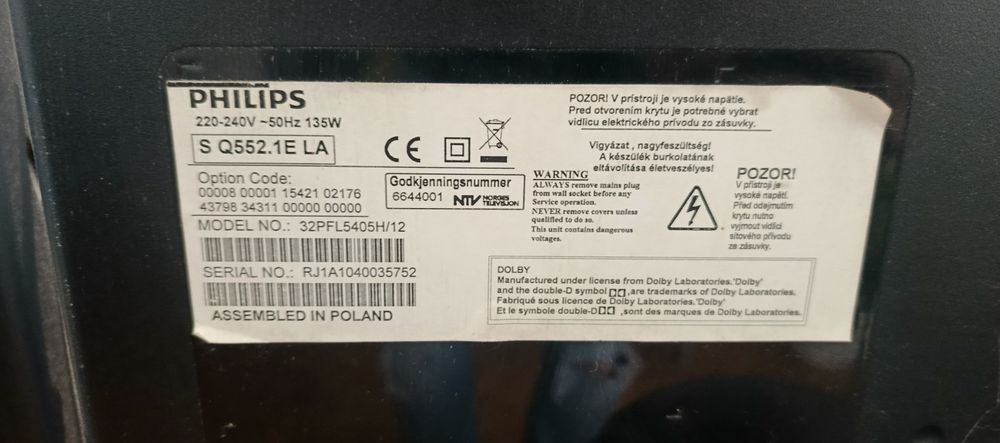 PHILIPS
220-240V ~50Hz 135W
S Q552.1E LA
Option Code:
00008 00001 15421 02176
43798 34311 00000 00000
MODEL NO.: 32PFL5405H/12
SERIAL NO.: RJ1A1040035752
ASSEMBLED IN POLAND
CE
Godkjenningsnummer
6644001 NTV NORGES
TELEVISJON
POZOR! V prístroji je vysoké napätie.
Pred otvorením krytu je potrebné vybrat
vidlicu elektrického prívodu zo zásuvky.
Vigyázat, nagyfeszültség!
A készülék burkolatának
eltávolítása életveszélyes!
WARNING
ALWAYS remove mains plug
from wall socket before any
Service operation.
NEVER remove covers unless
qualified to do so.
This unit contains dangerous
voltages.
POZOR!
V přístroji je
vysoké napětí.
Před odejmutím
krytu nutno
vyjmout vidlici
síťového přívodu
ze zásuvky.
DOLBY
Manufactured under license from Dolby Laboratories.'Dolby'
and the double-D symbol ,are trademarks of Dolby Laboratories.
Fabriqué sous licence de Dolby Laboratories.'Dolby'
Et le symbole double-D ,sont des marques de Dolby Laboratories.